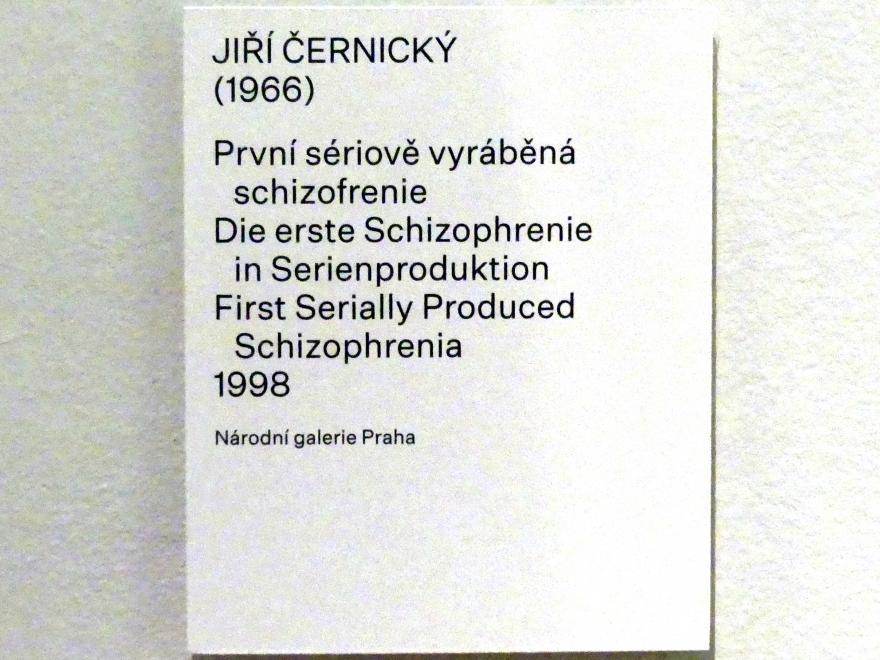 JIŘÍ ČERNICKÝ
(1966)
První sériově vyráběná
schizofrenie
Die erste Schizophrenie
in Serienproduktion
First Serially Produced
Schizophrenia
1998
Národní galerie Praha